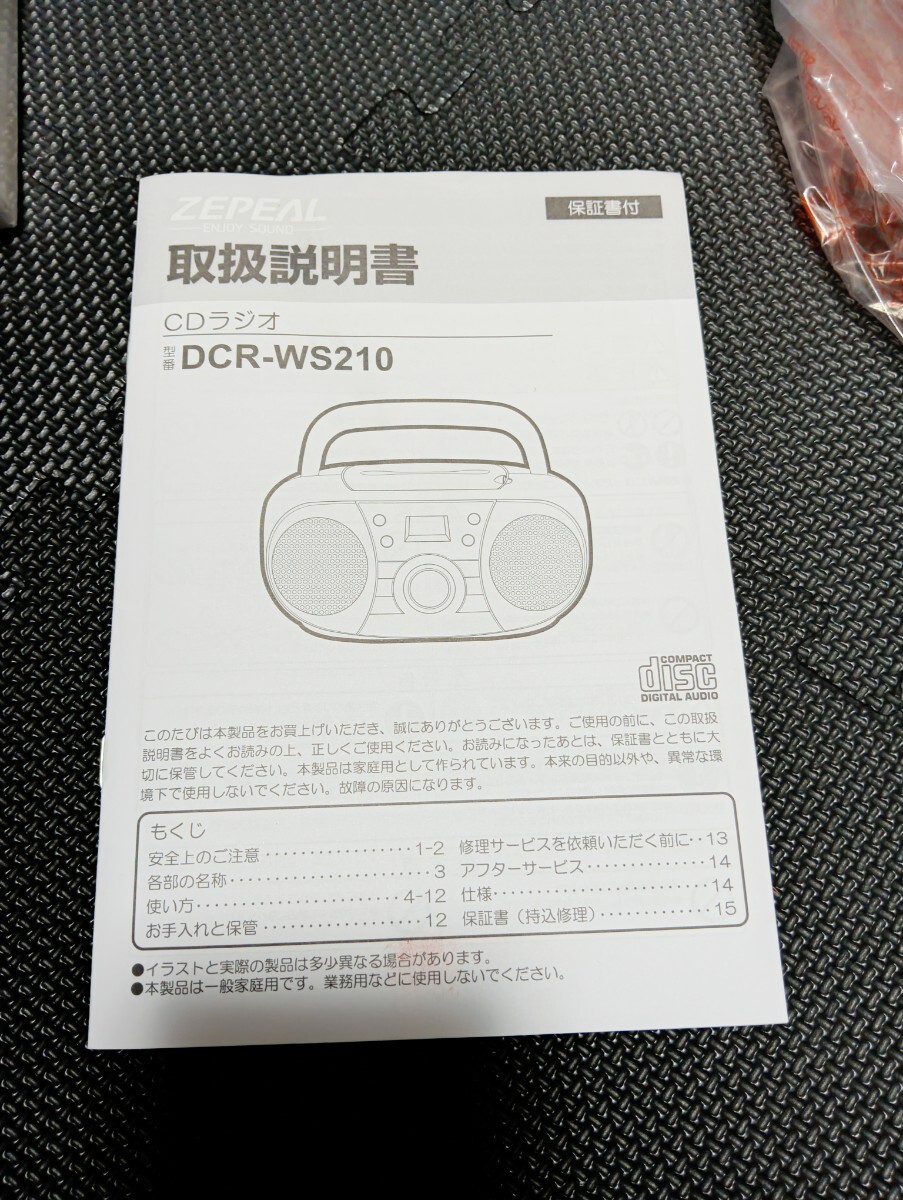 ZEPEAL
ENJOY SOUND
保証書付
取扱説明書
CDラジオ
型番 DCR-WS210
COMPACT
disc
DIGITAL AUDIO
このたびは本製品をお買上げいただき、誠にありがとうございます。ご使用の前に、この取扱
説明書をよくお読みの上、正しくご使用ください。お読みになったあとは、保証書とともに大
切に保管してください。本製品は家庭用として作られています。本来の目的以外や、異常な環
境下で使用しないでください。故障の原因になります。
もくじ
安全上のご注意 ・・・・・・・・・・・・・・・・ 1-2
各部の名称 ・・・・・・・・・・・・・・・・・・・・ 3
使い方 ・・・・・・・・・・・・・・・・・・・・・ 4-12
お手入れと保管 ・・・・・・・・・・・・・・・・ 12
修理サービスを依頼いただく前に ・・ 13
アフターサービス ・・・・・・・・・・・・・ 14
仕様 ・・・・・・・・・・・・・・・・・・・・・・・・ 14
保証書（持込修理） ・・・・・・・・・・・・ 15
●イラストと実際の製品は多少異なる場合があります。
●本製品は一般家庭用です。業務用などに使用しないでください。